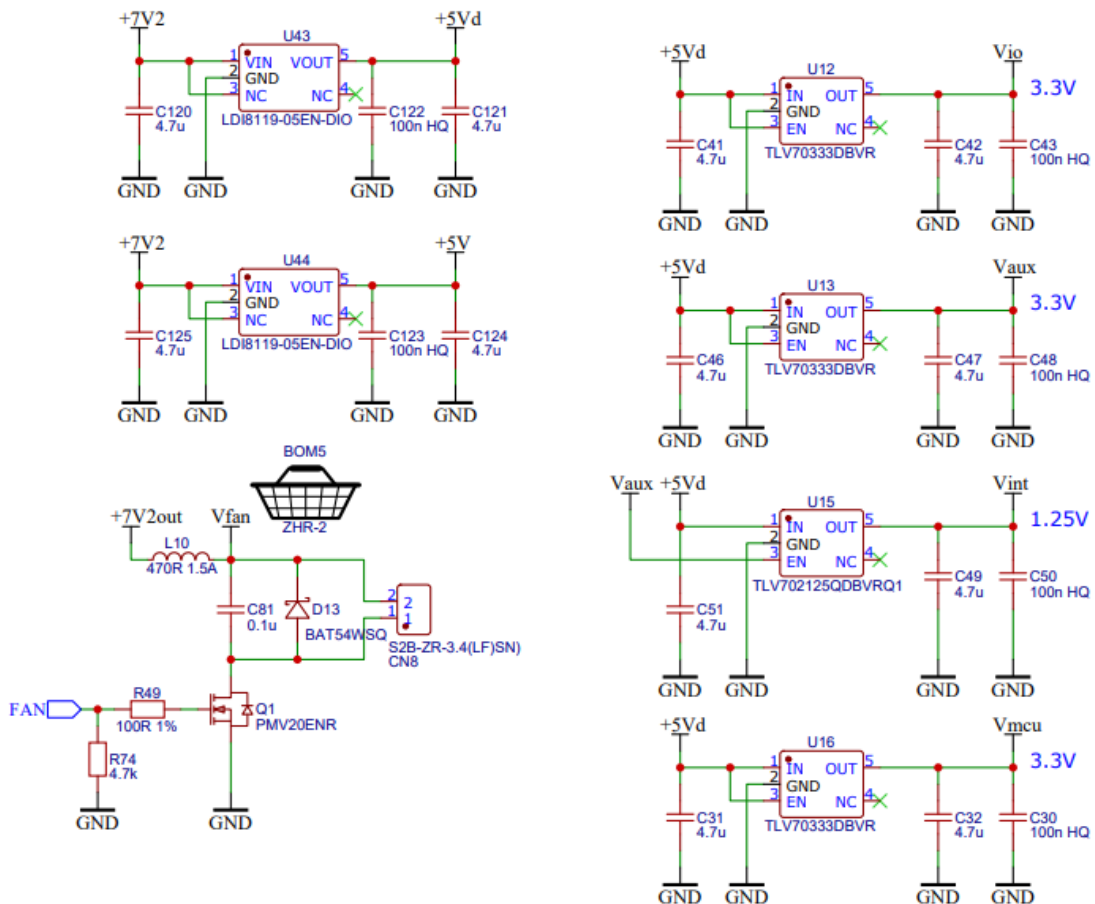 +7V2
+5Vd
U43
1 VIN VOUT 5
2 GND
3 NC NC 4
LDI8119-05EN-DIO
C120
4.7u
C122
100n HQ
C121
4.7u
GND GND GND GND
+7V2
+5V
U44
1 VIN VOUT 5
2 GND
3 NC NC 4
LDI8119-05EN-DIO
C125
4.7u
C123
100n HQ
C124
4.7u
GND GND GND GND
BOM5
ZHR-2
+7V2out
Vfan
L10
470R 1.5A
C81
0.1u
D13
BAT54WSQ
2 2
1 1
S2B-ZR-3.4(LF)SN)
CN8
FAN
R49
100R 1%
Q1
PMV20ENR
R74
4.7k
GND GND
+5Vd
Vio
3.3V
U12
1 IN OUT 5
2 GND
3 EN NC 4
TLV70333DBVR
C41
4.7u
C42
4.7u
C43
100n HQ
GND GND GND GND
+5Vd
Vaux
3.3V
U13
1 IN OUT 5
2 GND
3 EN NC 4
TLV70333DBVR
C46
4.7u
C47
4.7u
C48
100n HQ
GND GND GND GND
Vaux +5Vd
Vint
1.25V
U15
1 IN OUT 5
2 GND
3 EN NC 4
TLV702125QDBVRQ1
C51
4.7u
C49
4.7u
C50
100n HQ
GND GND GND GND
+5Vd
Vmcu
3.3V
U16
1 IN OUT 5
2 GND
3 EN NC 4
TLV70333DBVR
C31
4.7u
C32
4.7u
C30
100n HQ
GND GND GND GND